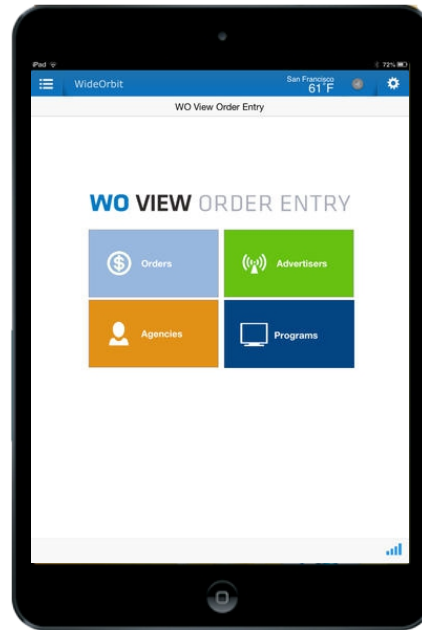 iPad 72%
WideOrbit San Francisco
61°F
WO View Order Entry
WO VIEW ORDER ENTRY
Orders Advertisers
Agencies Programs